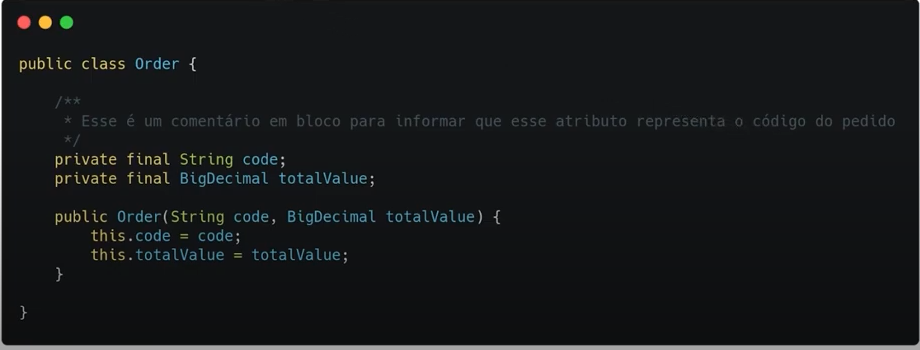 public class Order {
/**
* Esse é um comentário em bloco para informar que esse atributo representa o código do pedido
*/
private final String code;
private final BigDecimal totalValue;
public Order(String code, BigDecimal totalValue) {
this.code = code;
this.totalValue = totalValue;
}
}